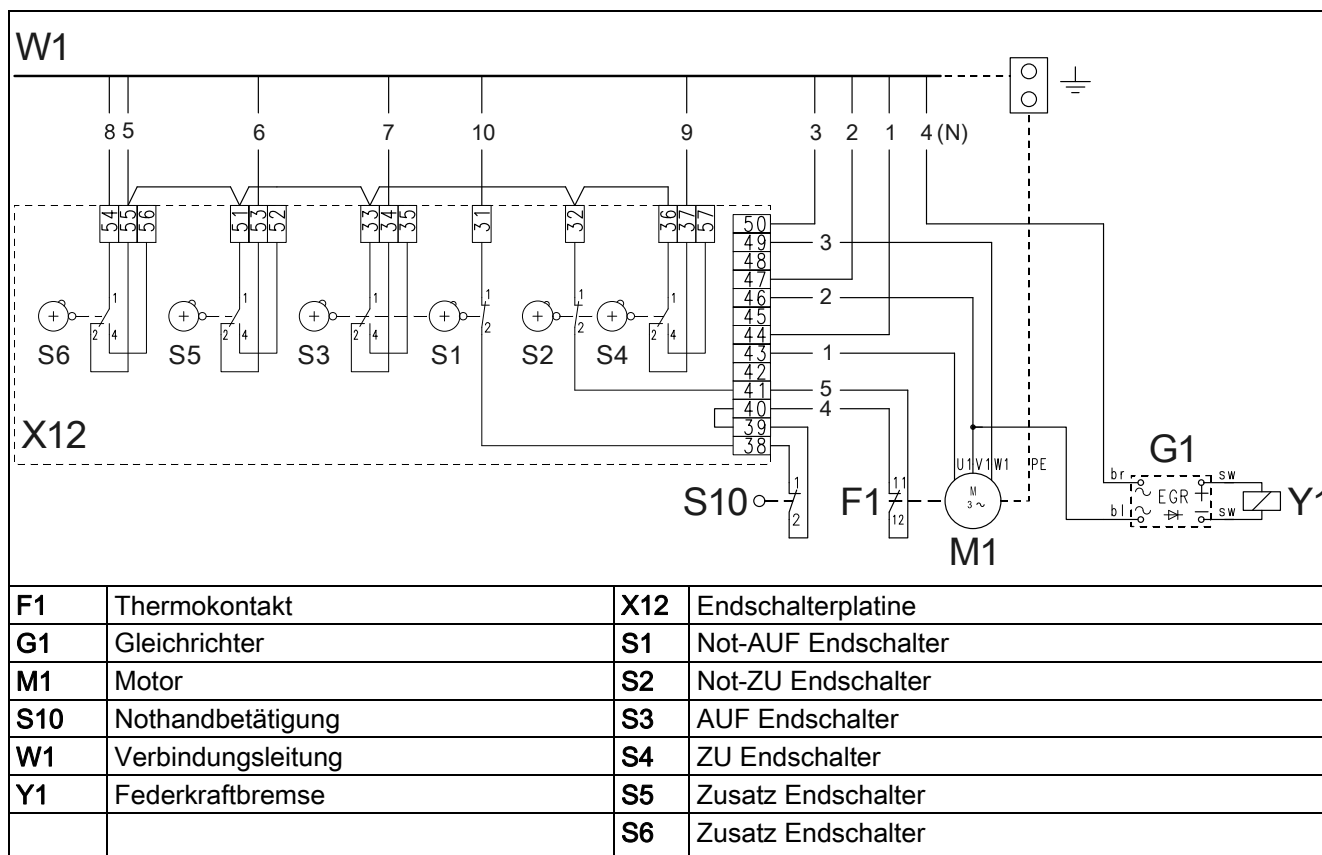 W1
8 5 6 7 10 9 3 2 1 4 (N)
54 55 56 51 53 52 33 34 35 31 32 36 37 57
50
49 3
48
47
46 2
45
44
43 1
42
41 5
40 4
39
38
1 1 1 1 1 1
2 4 2 4 2 4 2 2 2 4
S6 S5 S3 S1 S2 S4
X12
U1 V1 W1 PE
G1
br sw
EGR + Y1
bl sw
S10 1 2
F1 11 12
M 3 ~
M1
F1 Thermokontakt X12 Endschalterplatine
G1 Gleichrichter S1 Not-AUF Endschalter
M1 Motor S2 Not-ZU Endschalter
S10 Nothandbetätigung S3 AUF Endschalter
W1 Verbindungsleitung S4 ZU Endschalter
Y1 Federkraftbremse S5 Zusatz Endschalter
S6 Zusatz Endschalter